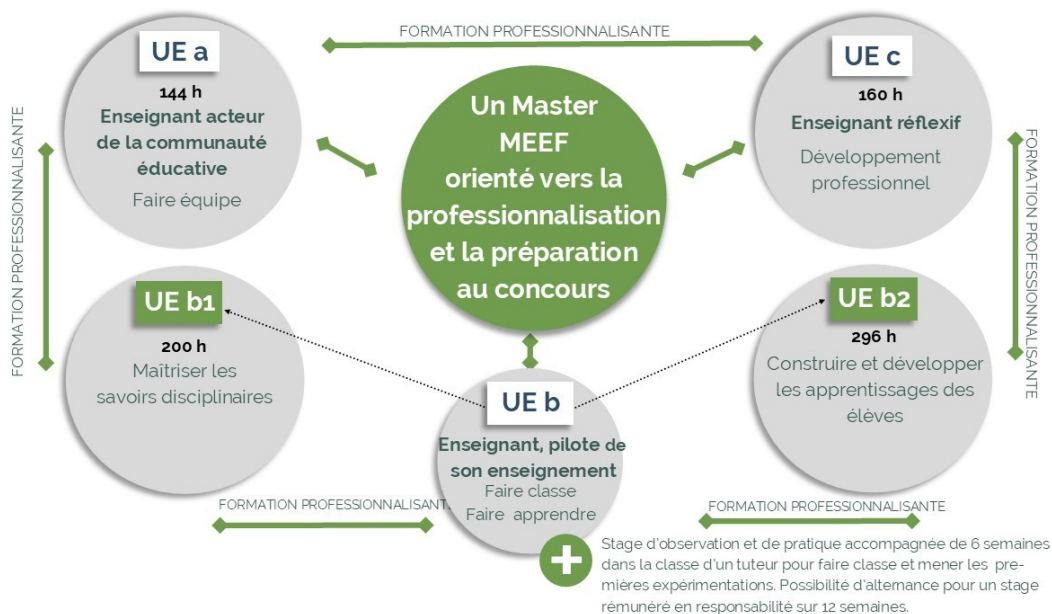 FORMATION PROFESSIONNALISANTE
UE a
144 h
Enseignant acteur
de la communauté
éducative
Faire équipe
Un Master
MEEF
orienté vers la
professionnalisation
et la préparation
au concours
UE c
160 h
Enseignant réflexif
Développement
professionnel
FORMATION PROFESSIONNALISANTE
FORMATION PROFESSIONNALISANTE
UE b1
200 h
Maîtriser les
savoirs disciplinaires
UE b2
296 h
Construire et développer
les apprentissages des
élèves
UE b
Enseignant, pilote de
son enseignement
Faire classe
Faire apprendre
FORMATION PROFESSIONNALISANTE
FORMATION PROFESSIONNALISANTE
Stage d'observation et de pratique accompagnée de 6 semaines
dans la classe d'un tuteur pour faire classe et mener les pre-
mières expérimentations. Possibilité d'alternance pour un stage
rémunéré en responsabilité sur 12 semaines.